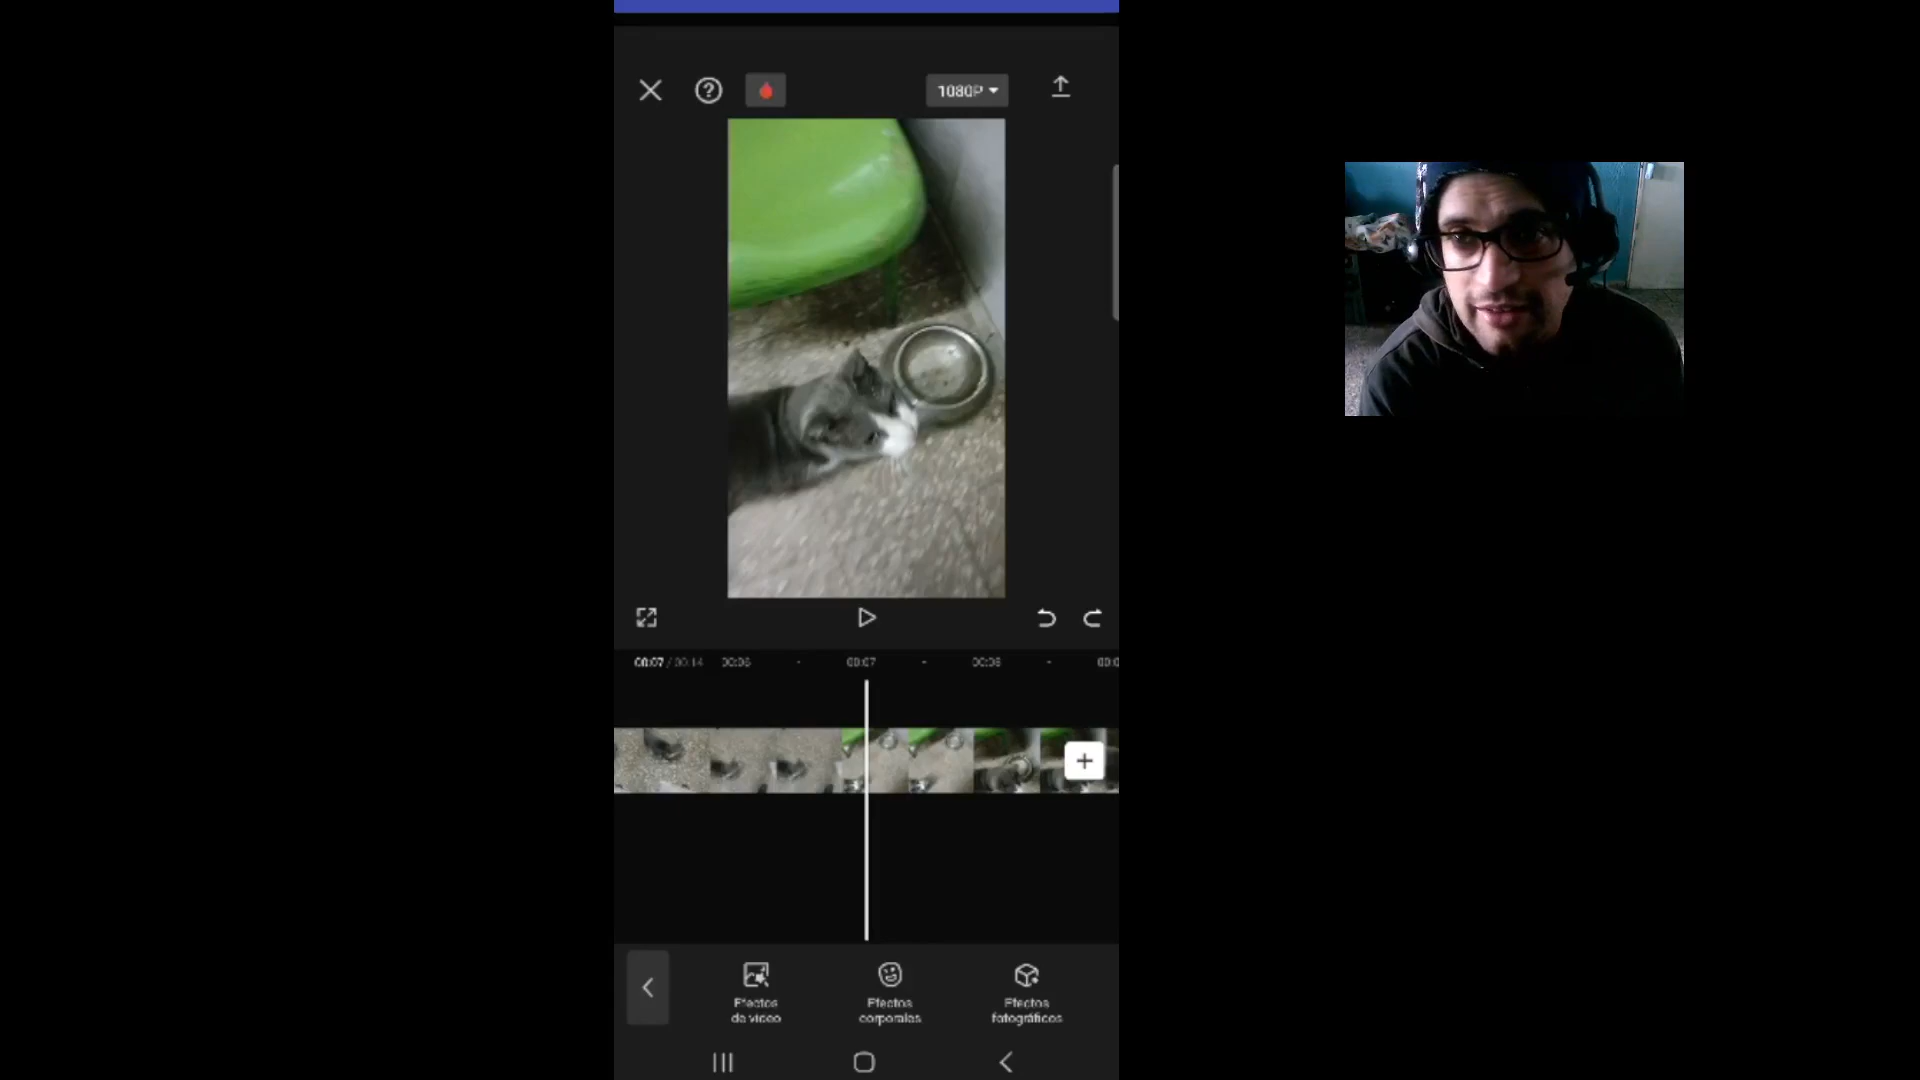 1080P
00:07 / 00:14 00:06 00:07 00:08
Efectos Efectos Efectos
de video corporales fotográficos